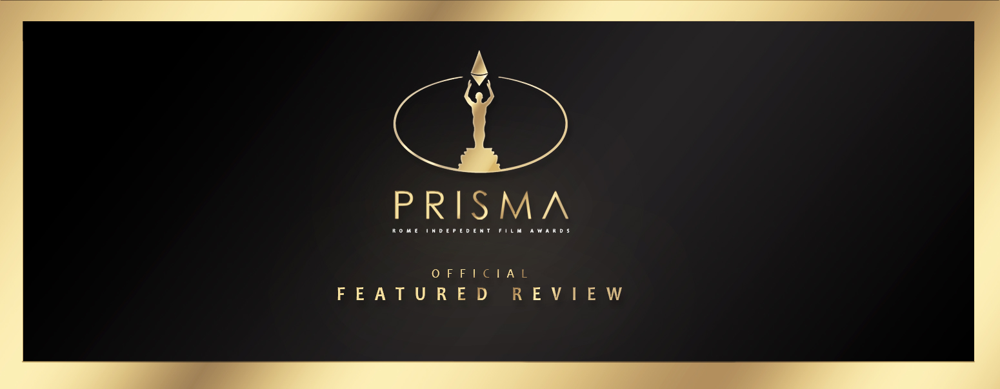 PRISMA
ROME INDEPEDENT FILM AWARDS
OFFICIAL
FEATURED REVIEW